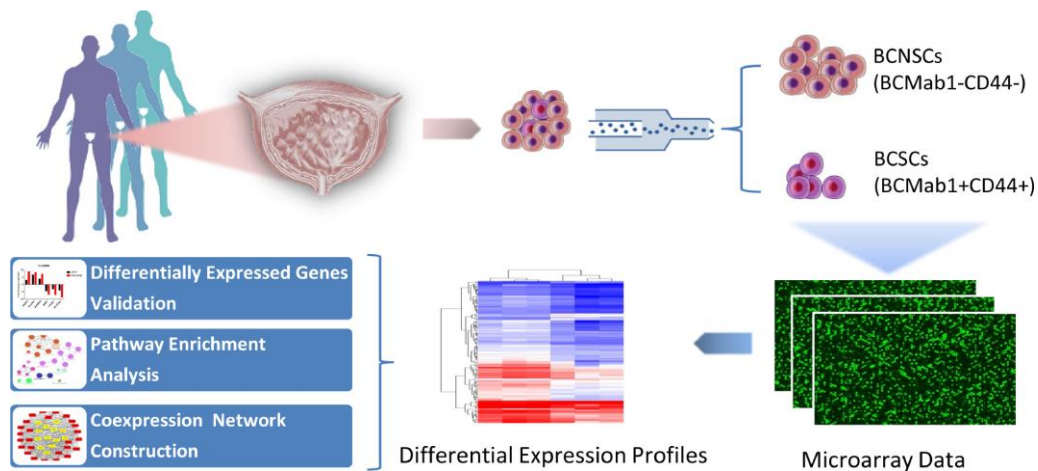 BCNSCs
(BCMab1-CD44-)
BCSCs
(BCMab1+CD44+)
Differentially Expressed Genes
Validation
Pathway Enrichment
Analysis
Coexpression Network
Construction
Differential Expression Profiles
Microarray Data